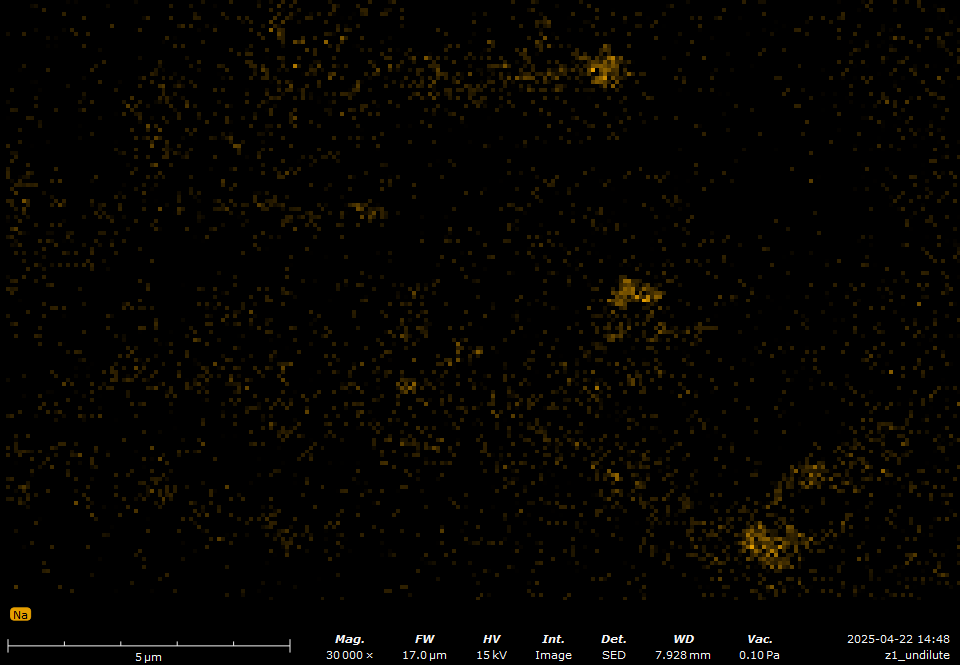 Na
Mag. FW HV Int. Det. WD Vac. 2025-04-22 14:48
5 µm 30 000 × 17.0 µm 15 kV Image SED 7.928 mm 0.10 Pa z1_undilute